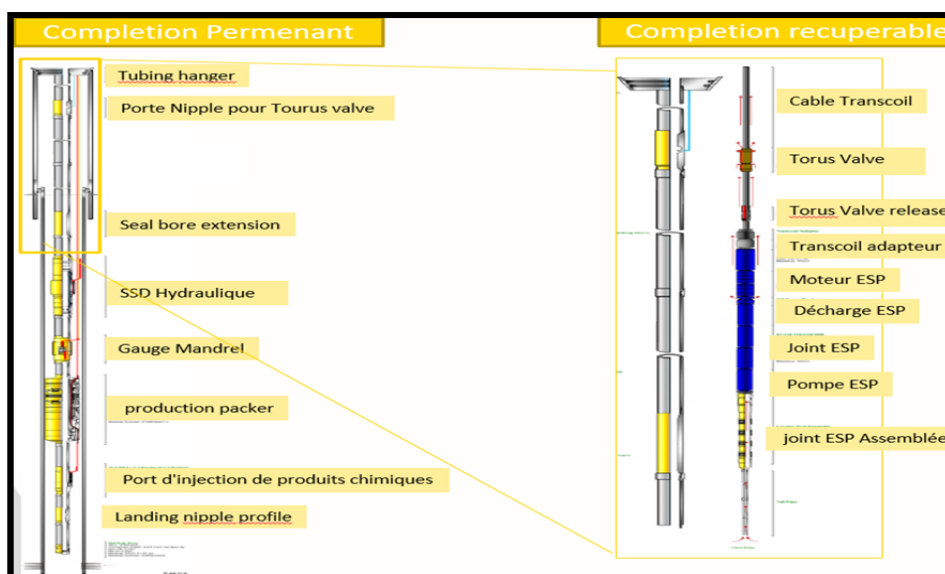 Completion Permenant
Completion recuperable
Tubing hanger
Porte Nipple pour Tourus valve
Seal bore extension
SSD Hydraulique
Gauge Mandrel
production packer
Port d'injection de produits chimiques
Landing nipple profile
Cable Transcoil
Torus Valve
Torus Valve release
Transcoil adapteur
Moteur ESP
Décharge ESP
Joint ESP
Pompe ESP
joint ESP Assemblée